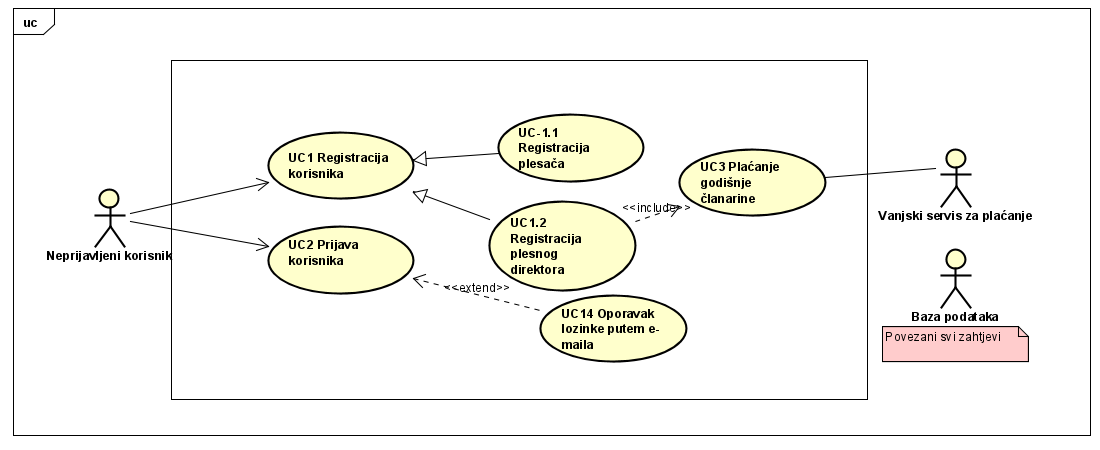 uc
UC1 Registracija
korisnika
UC-1.1
Registracija
plesača
UC3 Plaćanje
godišnje
članarine
<<include>>
UC1.2
Registracija
plesnog
direktora
UC2 Prijava
korisnika
<<extend>>
UC14 Oporavak
lozinke putem e-
maila
Neprijavljeni korisnik
Vanjski servis za plaćanje
Baza podataka
Povezani svi zahtjevi